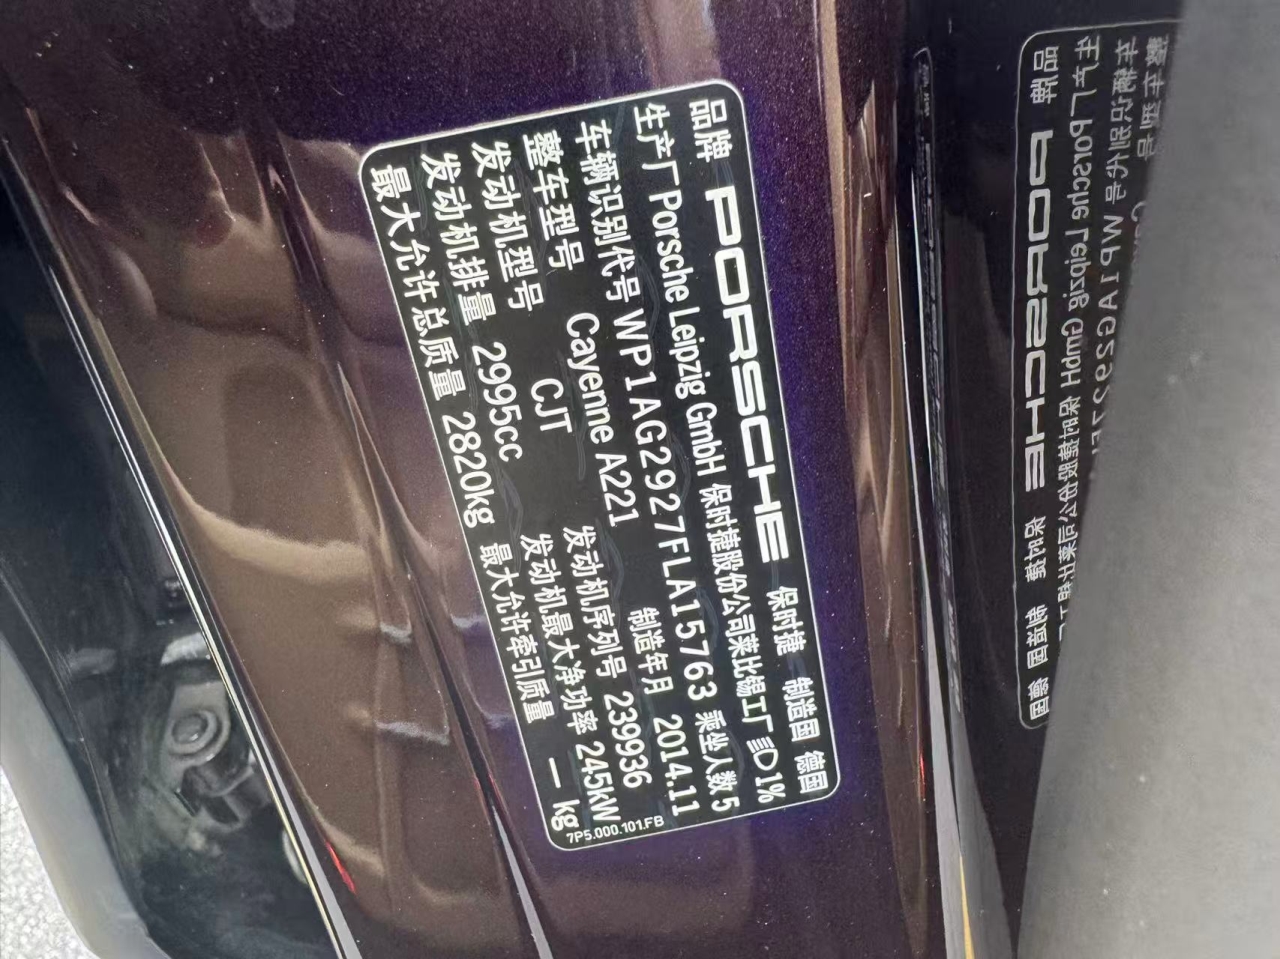 品牌 PORSCHE 保时捷 制造国 德国
生产厂 Porsche Leipzig GmbH 保时捷股份公司莱比锡工厂 1%
车辆识别代号 WP1AG2927FLA15763 乘坐人数 5
整车型号 Cayenne A221 制造年月 2014.11
发动机型号 CJT 发动机序列号 239936
发动机排量 2995cc 发动机最大净功率 245kW
最大允许总质量 2820kg 最大允许牵引质量 — kg
7P5.000.101.FB